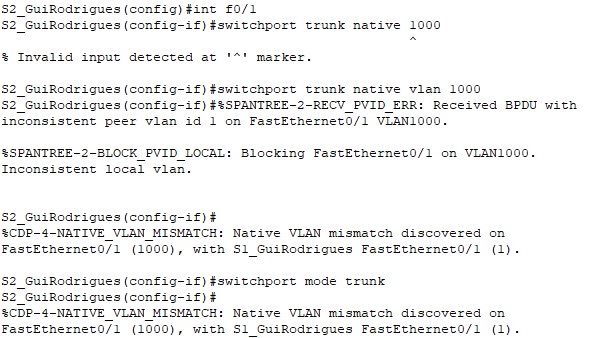 S2_GuiRodrigues(config)#int f0/1
S2_GuiRodrigues(config-if)#switchport trunk native 1000
^
% Invalid input detected at '^' marker.
S2_GuiRodrigues(config-if)#switchport trunk native vlan 1000
S2_GuiRodrigues(config-if)#%SPANTREE-2-RECV_PVID_ERR: Received BPDU with
inconsistent peer vlan id 1 on FastEthernet0/1 VLAN1000.
%SPANTREE-2-BLOCK_PVID_LOCAL: Blocking FastEthernet0/1 on VLAN1000.
Inconsistent local vlan.
S2_GuiRodrigues(config-if)#
%CDP-4-NATIVE_VLAN_MISMATCH: Native VLAN mismatch discovered on
FastEthernet0/1 (1000), with S1_GuiRodrigues FastEthernet0/1 (1).
S2_GuiRodrigues(config-if)#switchport mode trunk
S2_GuiRodrigues(config-if)#
%CDP-4-NATIVE_VLAN_MISMATCH: Native VLAN mismatch discovered on
FastEthernet0/1 (1000), with S1_GuiRodrigues FastEthernet0/1 (1).